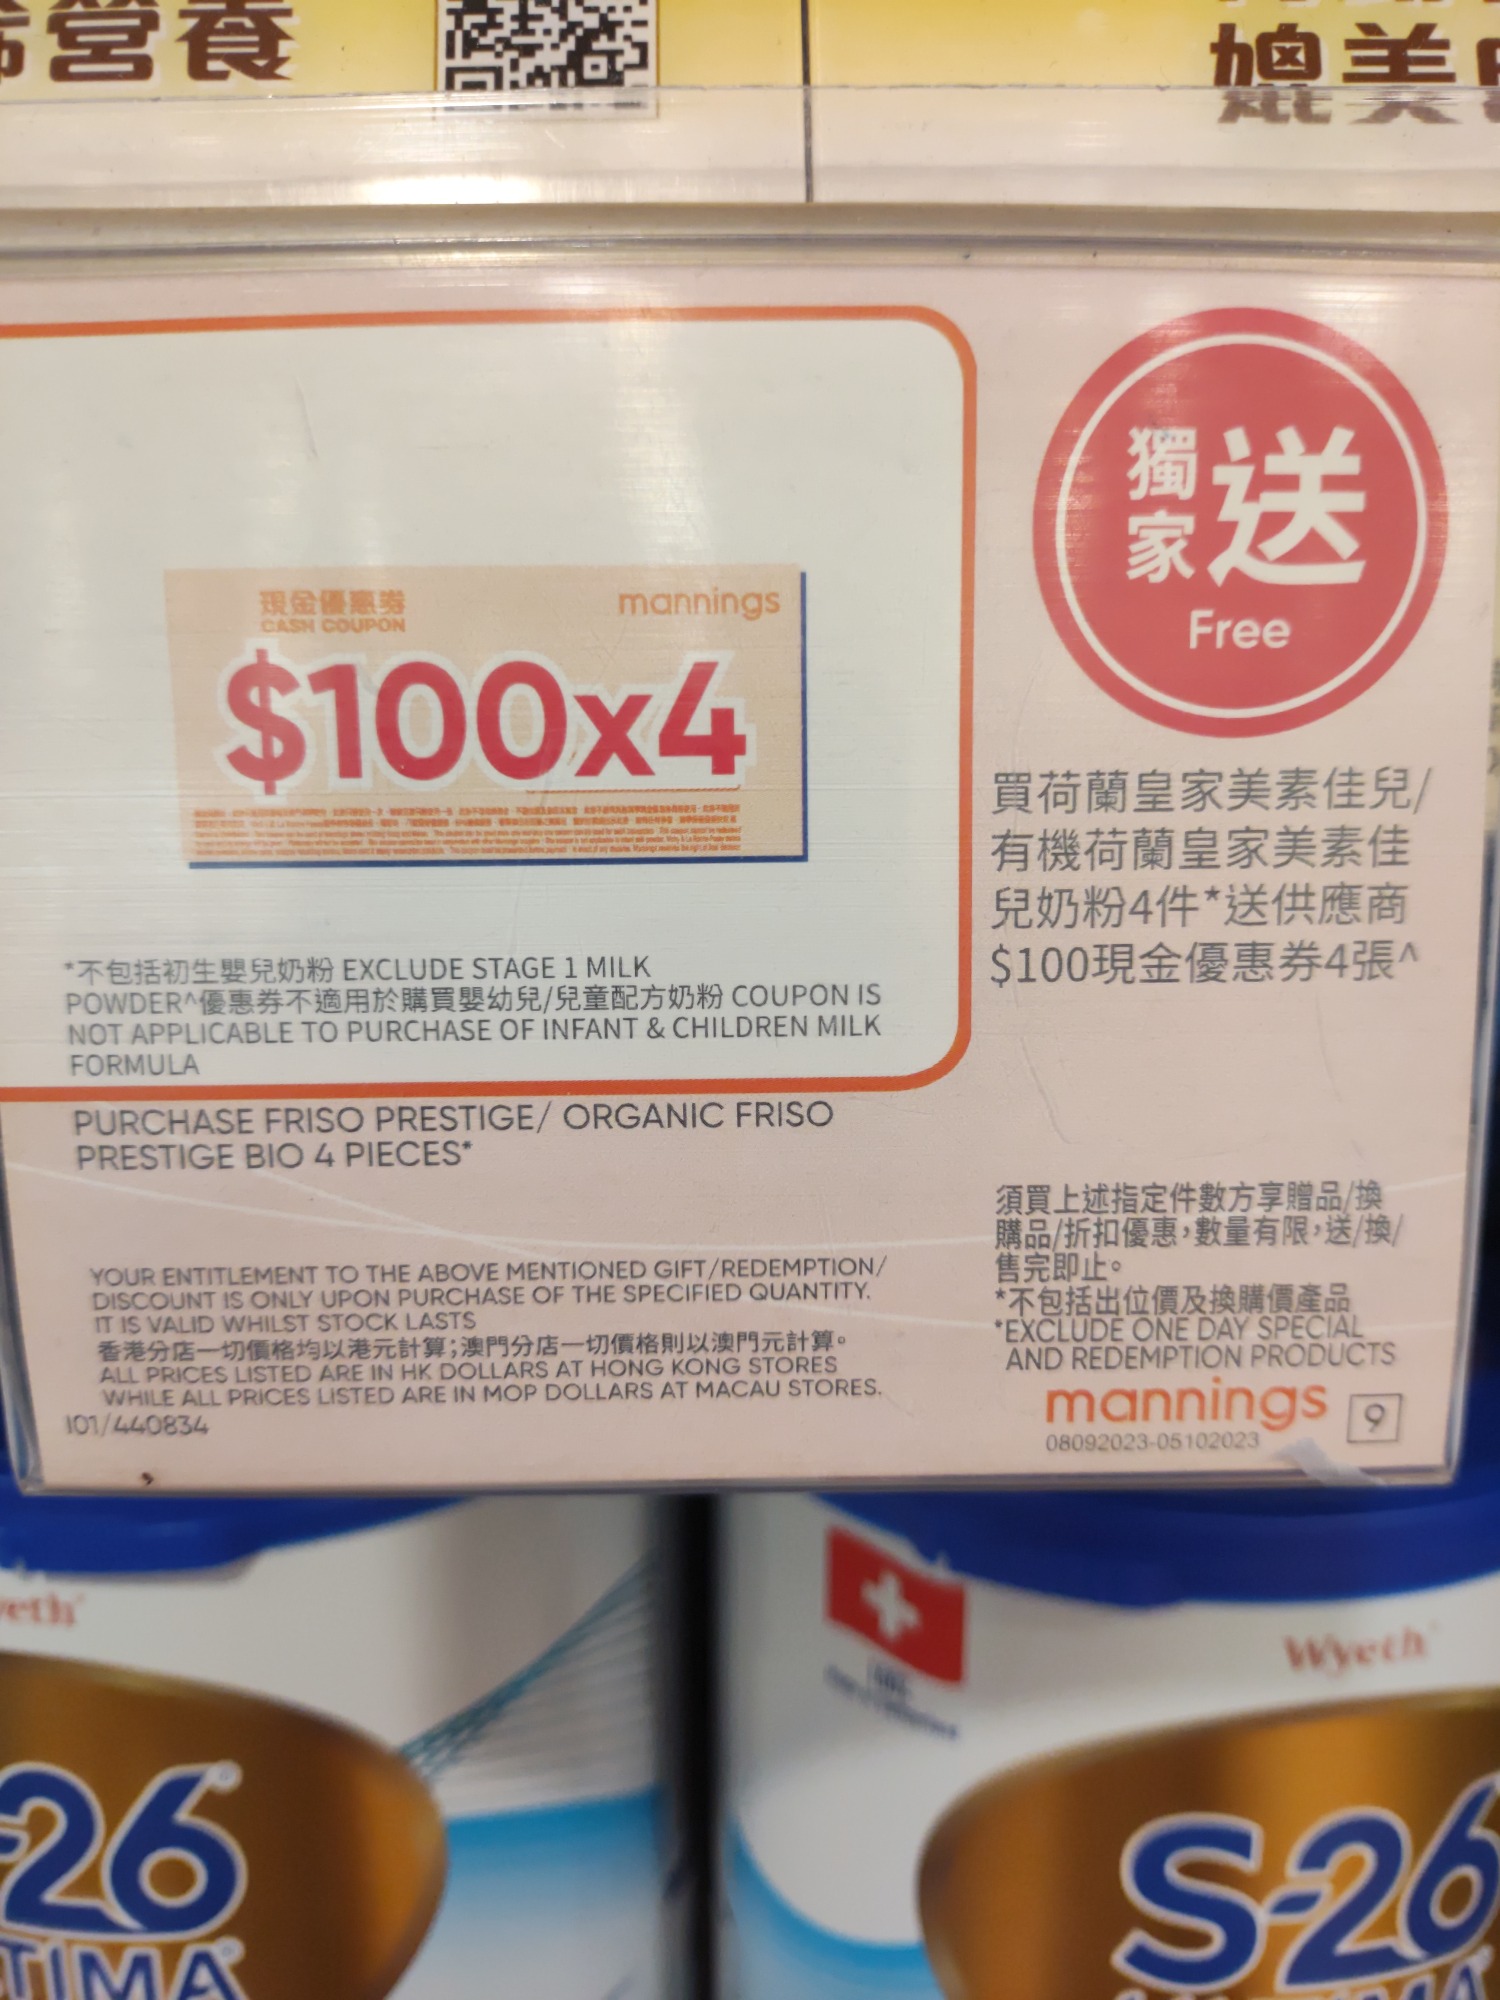 營養
媲美
獨家送
Free
現金優惠券
CASH COUPON
mannings
$100x4
買荷蘭皇家美素佳兒/
有機荷蘭皇家美素佳
兒奶粉4件*送供應商
$100現金優惠券4張^
*不包括初生嬰兒奶粉 EXCLUDE STAGE 1 MILK
POWDER^優惠券不適用於購買嬰幼兒/兒童配方奶粉 COUPON IS
NOT APPLICABLE TO PURCHASE OF INFANT & CHILDREN MILK
FORMULA
PURCHASE FRISO PRESTIGE/ ORGANIC FRISO
PRESTIGE BIO 4 PIECES*
YOUR ENTITLEMENT TO THE ABOVE MENTIONED GIFT/REDEMPTION/
DISCOUNT IS ONLY UPON PURCHASE OF THE SPECIFIED QUANTITY.
IT IS VALID WHILST STOCK LASTS
香港分店一切價格均以港元計算;澳門分店一切價格則以澳門元計算。
ALL PRICES LISTED ARE IN HK DOLLARS AT HONG KONG STORES
WHILE ALL PRICES LISTED ARE IN MOP DOLLARS AT MACAU STORES.
I01/440834
須買上述指定件數方享贈品/換
購品/折扣優惠,數量有限,送/換/
售完即止。
*不包括出位價及換購價產品
*EXCLUDE ONE DAY SPECIAL
AND REDEMPTION PRODUCTS
mannings 9
08092023-05102023
Wyeth
-26
TIMA
S-26